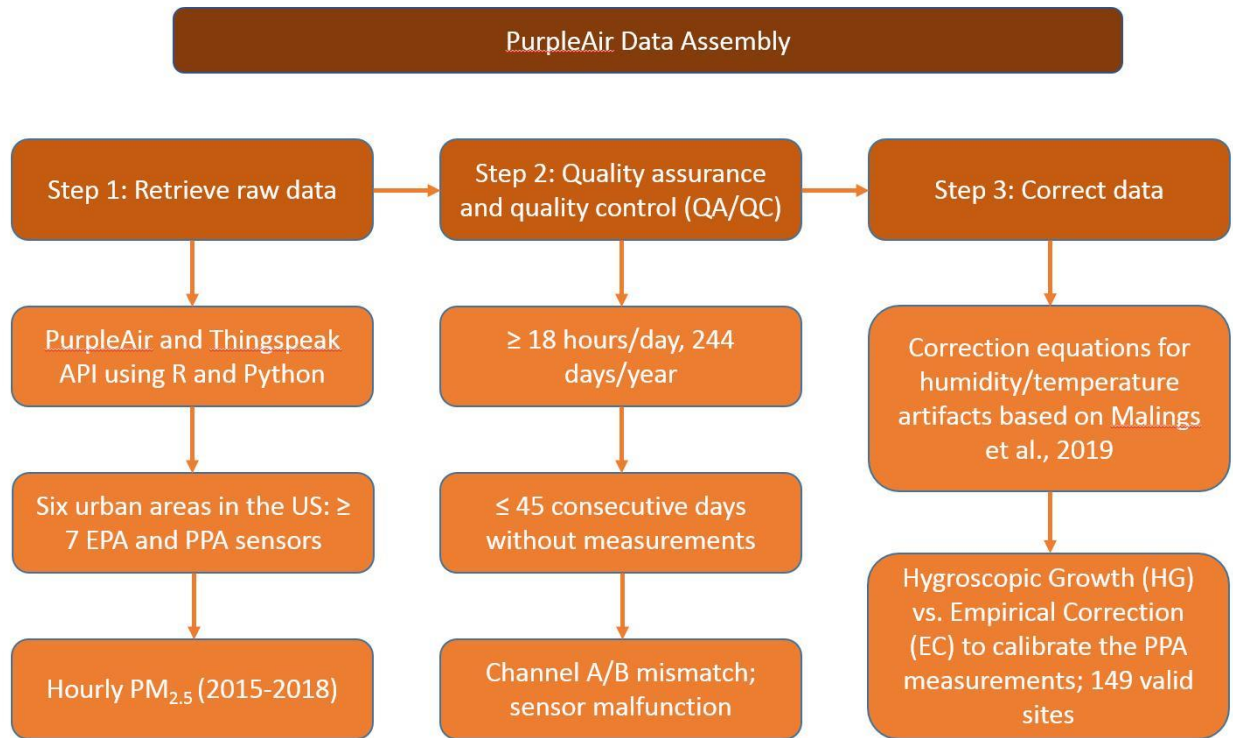 PurpleAir Data Assembly
Step 1: Retrieve raw data
PurpleAir and Thingspeak
API using R and Python
Six urban areas in the US: ≥
7 EPA and PPA sensors
Hourly PM₂.₅ (2015-2018)
Step 2: Quality assurance
and quality control (QA/QC)
≥ 18 hours/day, 244
days/year
≤ 45 consecutive days
without measurements
Channel A/B mismatch;
sensor malfunction
Step 3: Correct data
Correction equations for
humidity/temperature
artifacts based on Malings
et al., 2019
Hygroscopic Growth (HG)
vs. Empirical Correction
(EC) to calibrate the PPA
measurements; 149 valid
sites